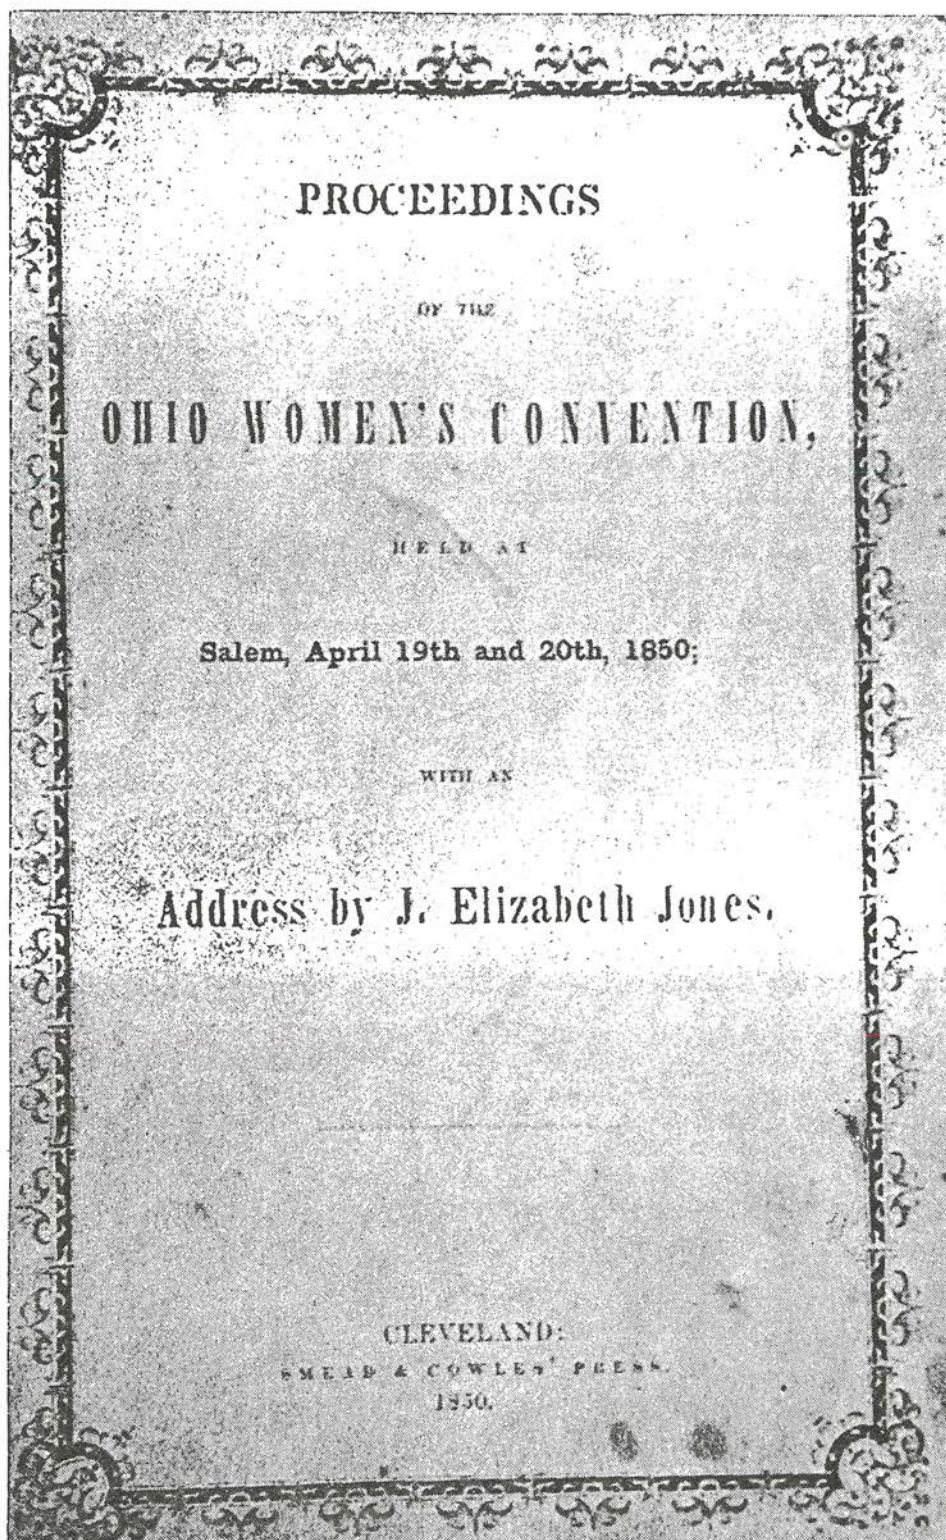 PROCEEDINGS
OF THE
OHIO WOMEN'S CONVENTION,
HELD AT
Salem, April 19th and 20th, 1850;
WITH AN
Address by J. Elizabeth Jones.
CLEVELAND:
SMEAD & COWLES' PRESS.
1850.